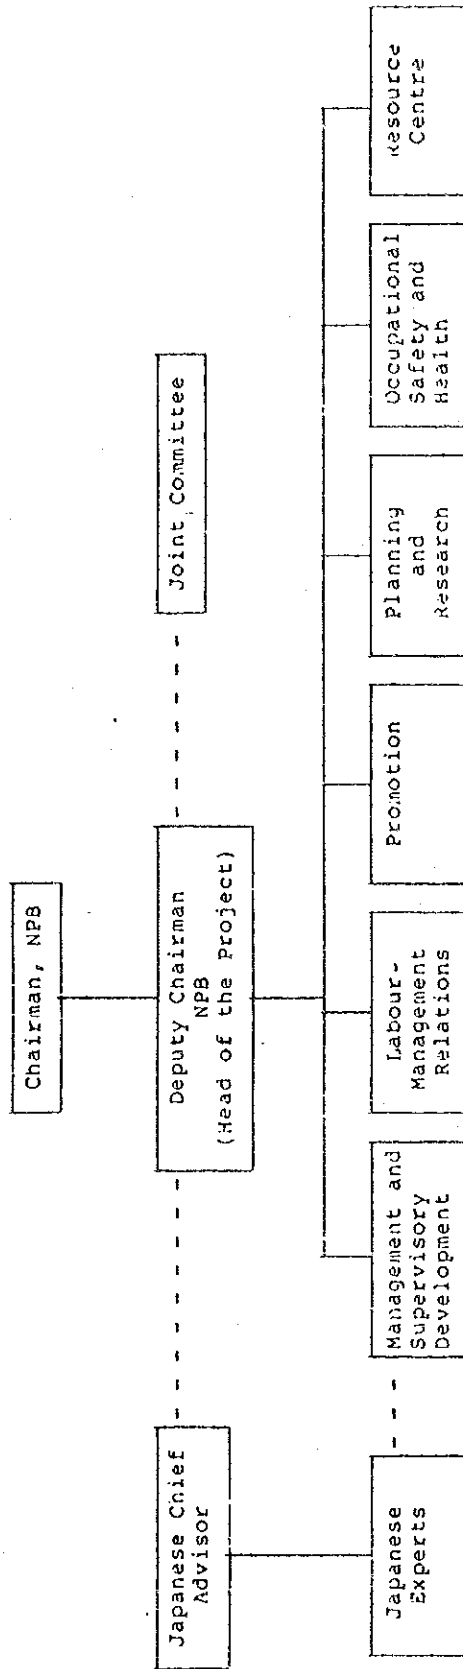 Chairman, NPB
Japanese Chief
Advisor
Deputy Chairman
NPB
(Head of the Project)
Joint Committee
Japanese
Experts
Management and
Supervisory
Development
Labour-
Management
Relations
Promotion
Planning
and
Research
Occupational
Safety and
Health
Resource
Centre